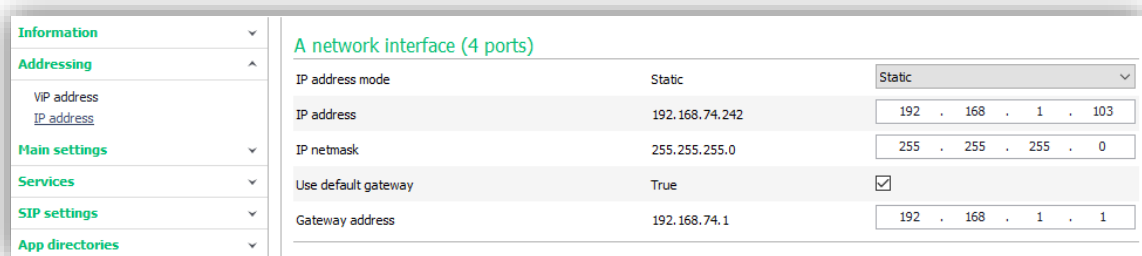 Information
Addressing
ViP address
IP address
Main settings
Services
SIP settings
App directories
A network interface (4 ports)
IP address mode Static Static
IP address 192.168.74.242 192 . 168 . 1 . 103
IP netmask 255.255.255.0 255 . 255 . 255 . 0
Use default gateway True
Gateway address 192.168.74.1 192 . 168 . 1 . 1